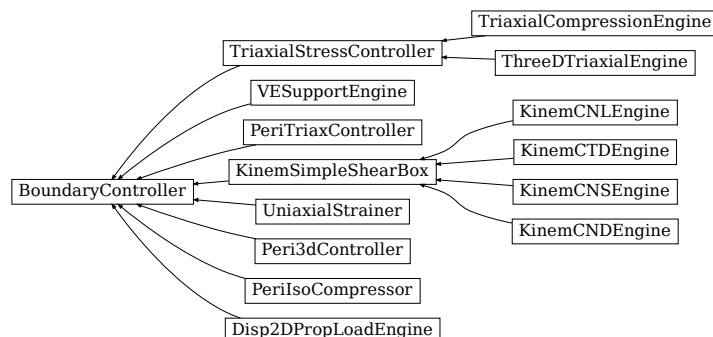 TriaxialCompressionEngine
TriaxialStressController
ThreeDTriaxialEngine
VESupportEngine
KinemCNLEngine
PeriTriaxController
KinemCTDEngine
KinemSimpleShearBox
BoundaryController
KinemCNSEngine
UniaxialStrainer
KinemCNDEngine
Peri3dController
PeriIsoCompressor
Disp2DPropLoadEngine